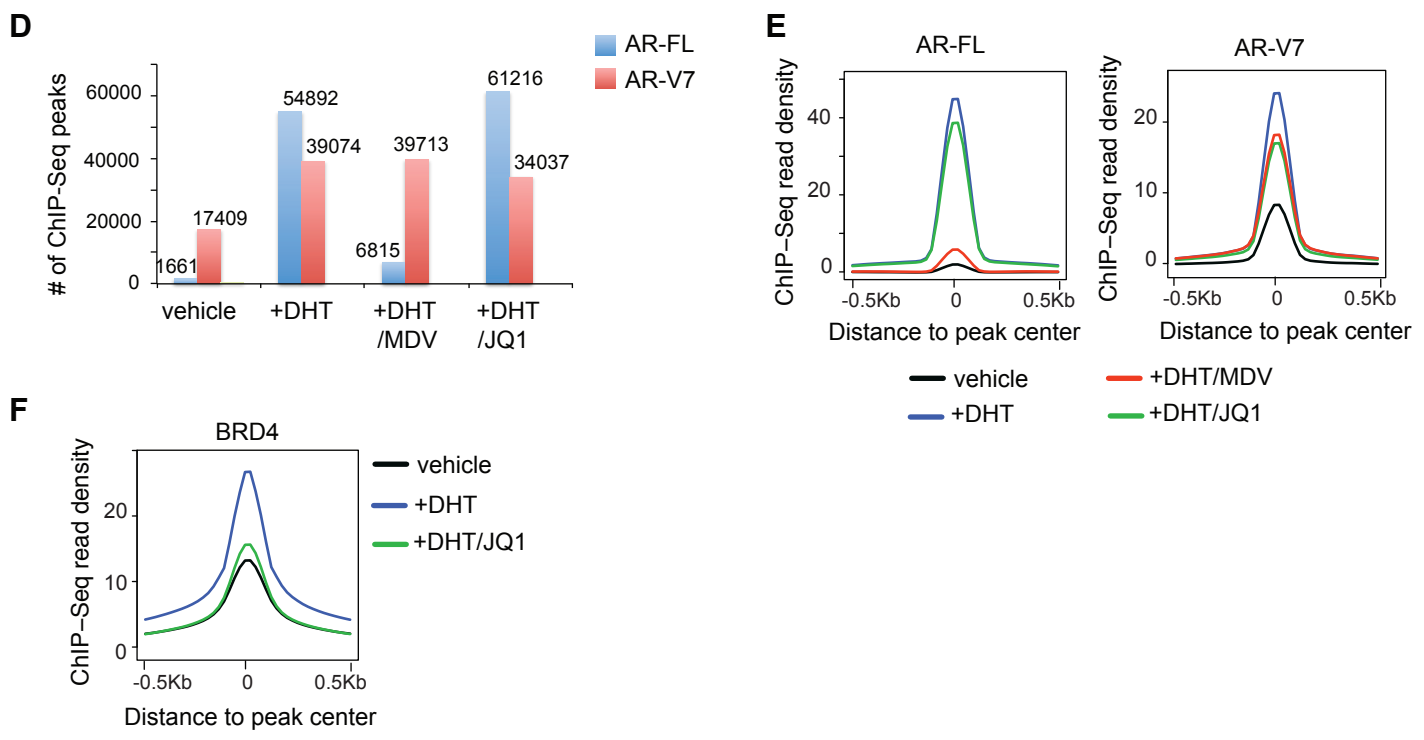 D
# of ChIP-Seq peaks
60000
40000
20000
0
1661
17409
54892
39074
6815
39713
61216
34037
vehicle
+DHT
+DHT
/MDV
+DHT
/JQ1
AR-FL
AR-V7
E
AR-FL
ChIP−Seq read density
40
20
0
-0.5Kb
0
0.5Kb
Distance to peak center
AR-V7
ChIP−Seq read density
20
10
0
-0.5Kb
0
0.5Kb
Distance to peak center
vehicle
+DHT
+DHT/MDV
+DHT/JQ1
F
BRD4
ChIP−Seq read density
20
10
0
-0.5Kb
0
0.5Kb
Distance to peak center
vehicle
+DHT
+DHT/JQ1